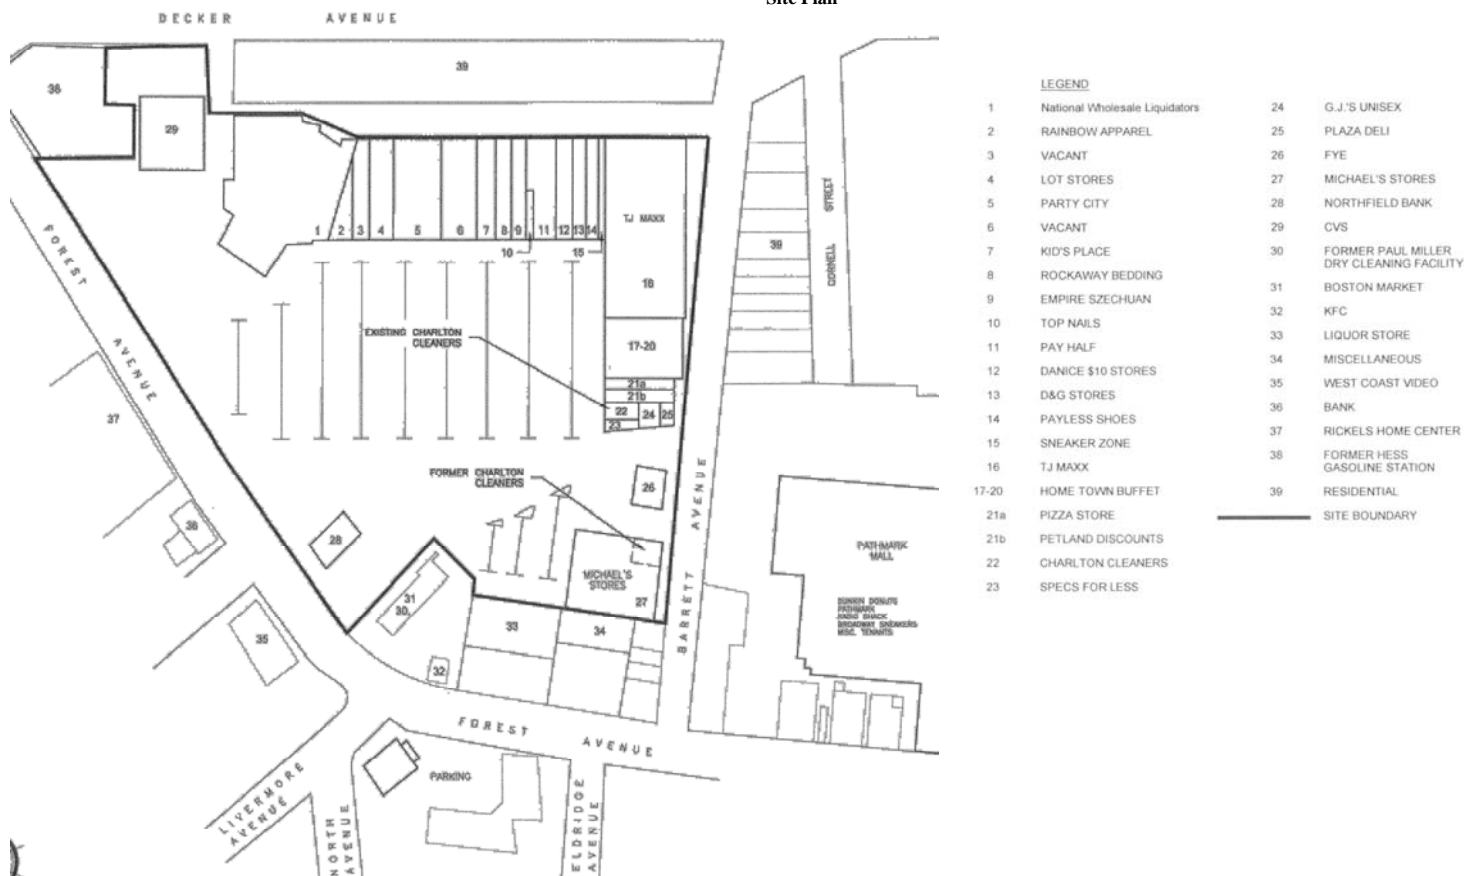 Site Plan
DECKER AVENUE
39
38
29
TJ MAXX
1 2 3 4 5 6 7 8 9 11 12 13 14
10 15
16
39
CORNELL STREET
FOREST AVENUE
EXISTING CHARLTON
CLEANERS
17-20
21a
21b
22 24 25
23
37
FORMER CHARLTON
CLEANERS
26
36
28
MICHAEL'S
STORES
27
BARRETT AVENUE
PATHMARK
MALL
DUNKIN DONUTS
PATHMARK
RADIO SHACK
BROADWAY SNEAKERS
MISC. TENANTS
31
30
33
34
35
32
FOREST AVENUE
PARKING
LIVERMORE
AVENUE
NORTH
AVENUE
ELDRIDGE
AVENUE
LEGEND
1 National Wholesale Liquidators
2 RAINBOW APPAREL
3 VACANT
4 LOT STORES
5 PARTY CITY
6 VACANT
7 KID'S PLACE
8 ROCKAWAY BEDDING
9 EMPIRE SZECHUAN
10 TOP NAILS
11 PAY HALF
12 DANICE $10 STORES
13 D&G STORES
14 PAYLESS SHOES
15 SNEAKER ZONE
16 TJ MAXX
17-20 HOME TOWN BUFFET
21a PIZZA STORE
21b PETLAND DISCOUNTS
22 CHARLTON CLEANERS
23 SPECS FOR LESS
24 G.J.'S UNISEX
25 PLAZA DELI
26 FYE
27 MICHAEL'S STORES
28 NORTHFIELD BANK
29 CVS
30 FORMER PAUL MILLER
DRY CLEANING FACILITY
31 BOSTON MARKET
32 KFC
33 LIQUOR STORE
34 MISCELLANEOUS
35 WEST COAST VIDEO
36 BANK
37 RICKELS HOME CENTER
38 FORMER HESS
GASOLINE STATION
39 RESIDENTIAL
SITE BOUNDARY